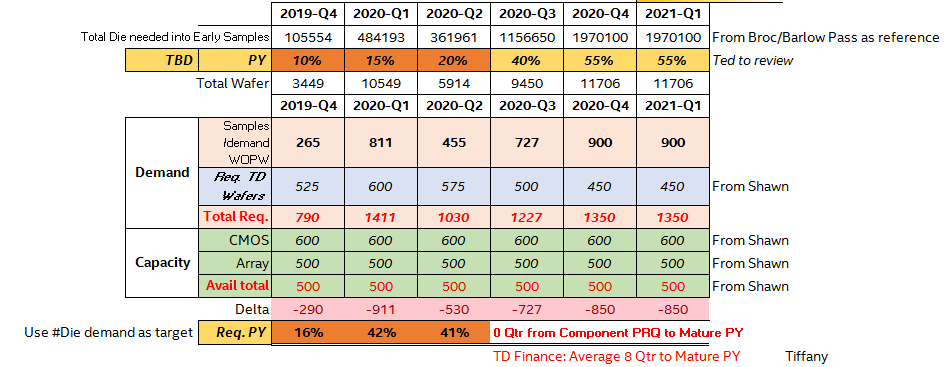 2019-Q4 2020-Q1 2020-Q2 2020-Q3 2020-Q4 2021-Q1
Total Die needed into Early Samples 105554 484193 361961 1156650 1970100 1970100 From Broc/Barlow Pass as reference
TBD PY 10% 15% 20% 40% 55% 55% Ted to review
Total Wafer 3449 10549 5914 9450 11706 11706
2019-Q4 2020-Q1 2020-Q2 2020-Q3 2020-Q4 2021-Q1
Demand
Samples
/demand
WOPW
265 811 455 727 900 900
Req. TD
Wafers
525 600 575 500 450 450 From Shawn
Total Req. 790 1411 1030 1227 1350 1350
Capacity
CMOS 600 600 600 600 600 600 From Shawn
Array 500 500 500 500 500 500 From Shawn
Avail total 500 500 500 500 500 500 From Shawn
Delta -290 -911 -530 -727 -850 -850
Use #Die demand as target Req. PY 16% 42% 41% 0 Qtr from Component PRQ to Mature PY
TD Finance: Average 8 Qtr to Mature PY Tiffany